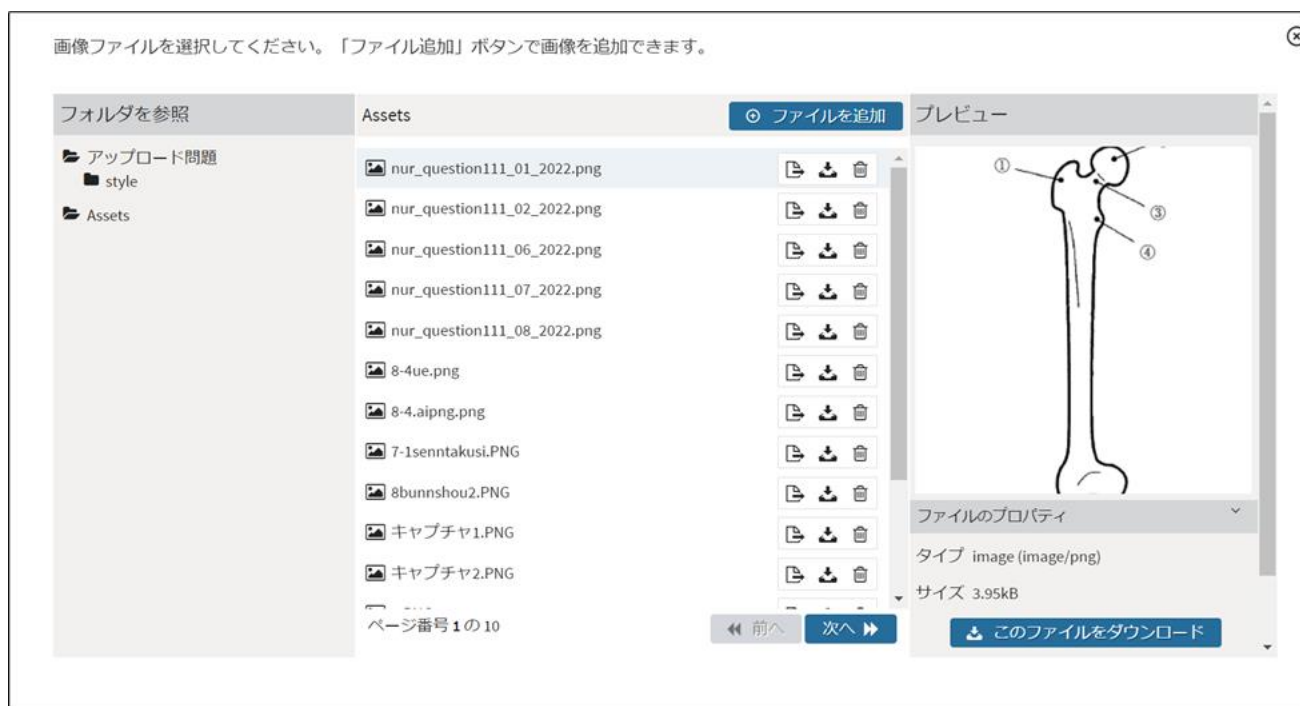 画像ファイルを選択してください。「ファイル追加」ボタンで画像を追加できます。
フォルダを参照
アップロード問題
style
Assets
Assets
ファイルを追加
nur_question111_01_2022.png
nur_question111_02_2022.png
nur_question111_06_2022.png
nur_question111_07_2022.png
nur_question111_08_2022.png
8-4ue.png
8-4.aipng.png
7-1senntakusi.PNG
8bunnshou2.PNG
キャプチャ1.PNG
キャプチャ2.PNG
ページ番号 1 の 10
前へ
次へ
プレビュー
①
③
④
ファイルのプロパティ
タイプ image (image/png)
サイズ 3.95kB
このファイルをダウンロード